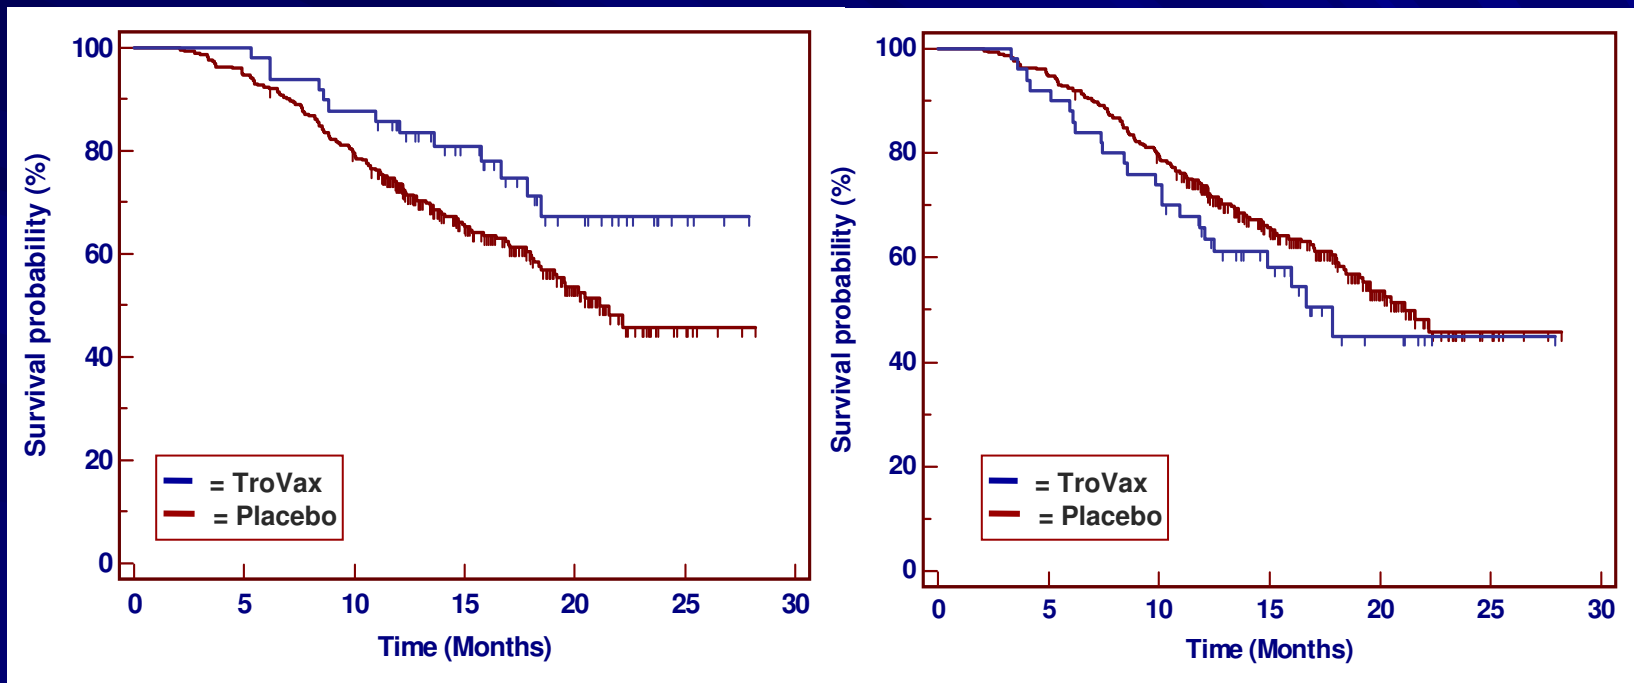 Survival probability (%)
100
80
60
40
20
0
= TroVax
= Placebo
0 5 10 15 20 25 30
Time (Months)
Survival probability (%)
100
80
60
40
20
0
= TroVax
= Placebo
0 5 10 15 20 25 30
Time (Months)